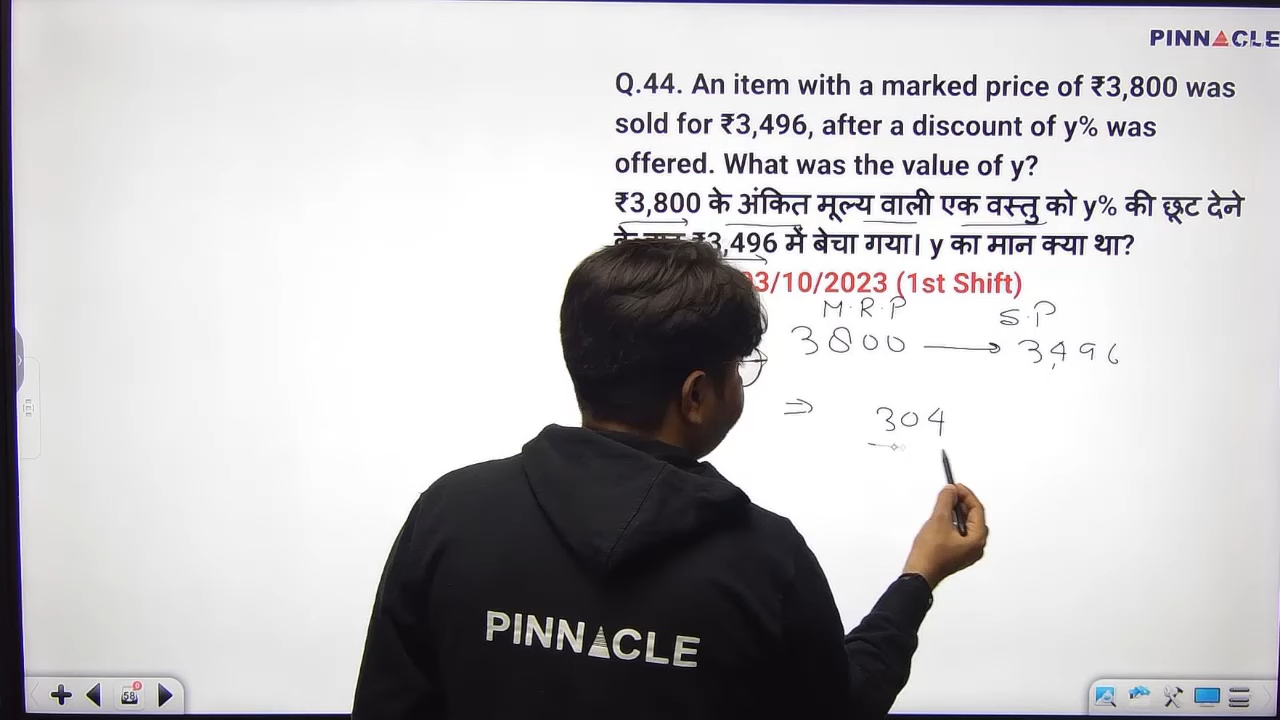 PINNACLE
Q.44. An item with a marked price of ₹3,800 was
sold for ₹3,496, after a discount of y% was
offered. What was the value of y?
₹3,800 के अंकित मूल्य वाली एक वस्तु को y% की छूट देने
₹3,496 में बेचा गया। y का मान क्या था?
03/10/2023 (1st Shift)
M.R.P S.P
3800 → 3,496
⇒ 304
PINNACLE
58